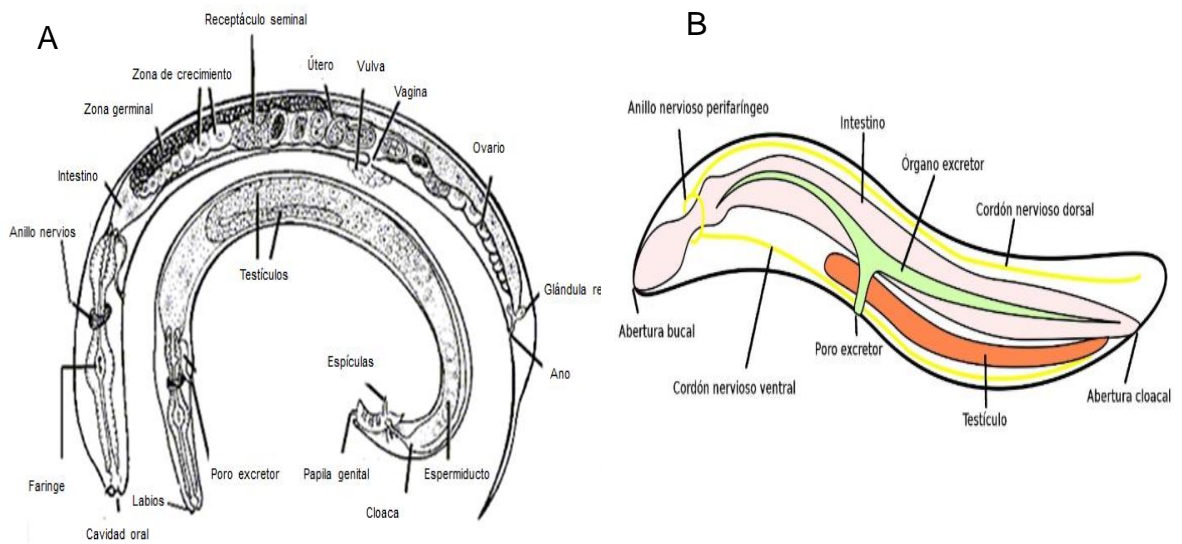 A
Receptáculo seminal
Zona de crecimiento
Útero
Vulva
Vagina
Zona germinal
Ovario
Intestino
Anillo nervios
Testículos
Glándula re
Espículas
Ano
Faringe
Poro excretor
Papila genital
Espermiducto
Labios
Cloaca
Cavidad oral
B
Anillo nervioso perifaríngeo
Intestino
Órgano excretor
Cordón nervioso dorsal
Abertura bucal
Poro excretor
Cordón nervioso ventral
Abertura cloacal
Testículo